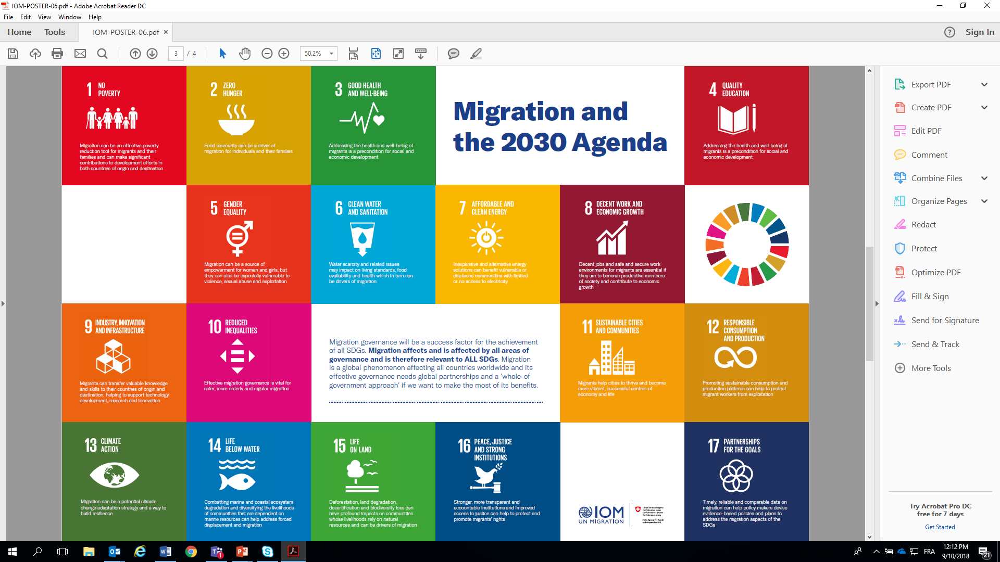 IOM-POSTER-06.pdf - Adobe Acrobat Reader DC
File Edit View Window Help
Home Tools IOM-POSTER-06.pdf × Sign In
3 / 4 50.2%
1 NO
POVERTY
Migration can be an effective poverty
reduction tool for migrants and their
families and can make significant
contributions to development efforts in
both countries of origin and destination
2 ZERO
HUNGER
Food insecurity can be a driver of
migration for individuals and their families
3 GOOD HEALTH
AND WELL-BEING
Addressing the health and well-being of
migrants is a precondition for social and
economic development
Migration and
the 2030 Agenda
4 QUALITY
EDUCATION
Addressing the health and well-being of
migrants is a precondition for social and
economic development
5 GENDER
EQUALITY
Migration can be a source of
empowerment for women and girls, but
they can also be especially vulnerable to
violence, sexual abuse and exploitation
6 CLEAN WATER
AND SANITATION
Water scarcity and related issues
may impact on living standards, food
availability and health which in turn can
be drivers of migration
7 AFFORDABLE AND
CLEAN ENERGY
Inexpensive and alternative energy
solutions can benefit vulnerable or
displaced communities with limited
or no access to electricity
8 DECENT WORK AND
ECONOMIC GROWTH
Decent jobs and safe and secure work
environments for migrants are essential if
they are to become productive members
of society and contribute to economic
growth
9 INDUSTRY, INNOVATION
AND INFRASTRUCTURE
Migrants can transfer valuable knowledge
and skills to their countries of origin and
destination, helping to support technology
development, research and innovation
10 REDUCED
INEQUALITIES
Effective migration governance is vital for
safer, more orderly and regular migration
Migration governance will be a success factor for the achievement
of all SDGs. Migration affects and is affected by all areas of
governance and is therefore relevant to ALL SDGs. Migration
is a global phenomenon affecting all countries worldwide and its
effective governance needs global partnerships and a ‘whole-of-
government approach’ if we want to make the most of its benefits.
11 SUSTAINABLE CITIES
AND COMMUNITIES
Migrants help cities to thrive and become
more vibrant, successful centres of
economy and life
12 RESPONSIBLE
CONSUMPTION
AND PRODUCTION
Promoting sustainable consumption and
production patterns can help to protect
migrant workers from exploitation
13 CLIMATE
ACTION
Migration can be a potential climate
change adaptation strategy and a way to
build resilience
14 LIFE
BELOW WATER
Combatting marine and coastal ecosystem
degradation and diversifying the livelihoods
of communities that are dependent on
marine resources can help address forced
displacement and migration
15 LIFE
ON LAND
Deforestation, land degradation,
desertification and biodiversity loss can
have profound impacts on communities
whose livelihoods rely on natural
resources and can be drivers of migration
16 PEACE, JUSTICE
AND STRONG
INSTITUTIONS
Stronger, more transparent and
accountable institutions and improved
access to justice can help to protect and
promote migrants’ rights
IOM
UN MIGRATION
Schweizerische Eidgenossenschaft
Confédération suisse
Confederazione Svizzera
Confederaziun svizra
Swiss Agency for Development
and Cooperation SDC
17 PARTNERSHIPS
FOR THE GOALS
Timely, reliable and comparable data on
migration can help policy makers devise
evidence-based policies and plans to
address the migration aspects of the
SDGs
Export PDF
Create PDF
Edit PDF
Comment
Combine Files
Organize Pages
Redact
Protect
Optimize PDF
Fill & Sign
Send for Signature
Send & Track
More Tools
Try Acrobat Pro DC
free for 7 days
Get Started
1
FRA
12:12 PM
9/10/2018
21